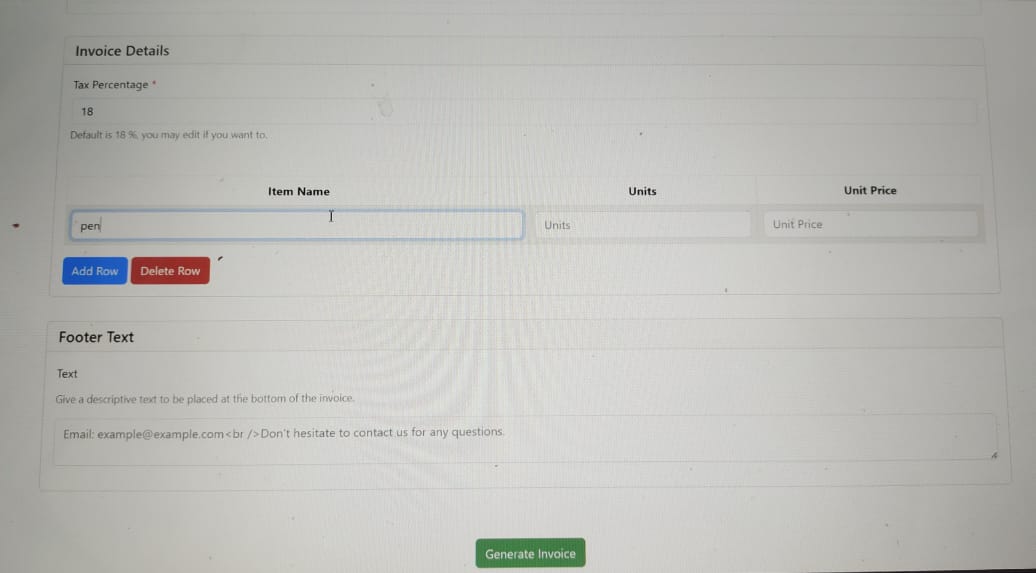 Invoice Details
Tax Percentage *
18
Default is 18 %, you may edit if you want to.
Item Name Units Unit Price
pen Units Unit Price
Add Row Delete Row
Footer Text
Text
Give a descriptive text to be placed at the bottom of the invoice.
Email: example@example.com<br />Don't hesitate to contact us for any questions.
Generate Invoice